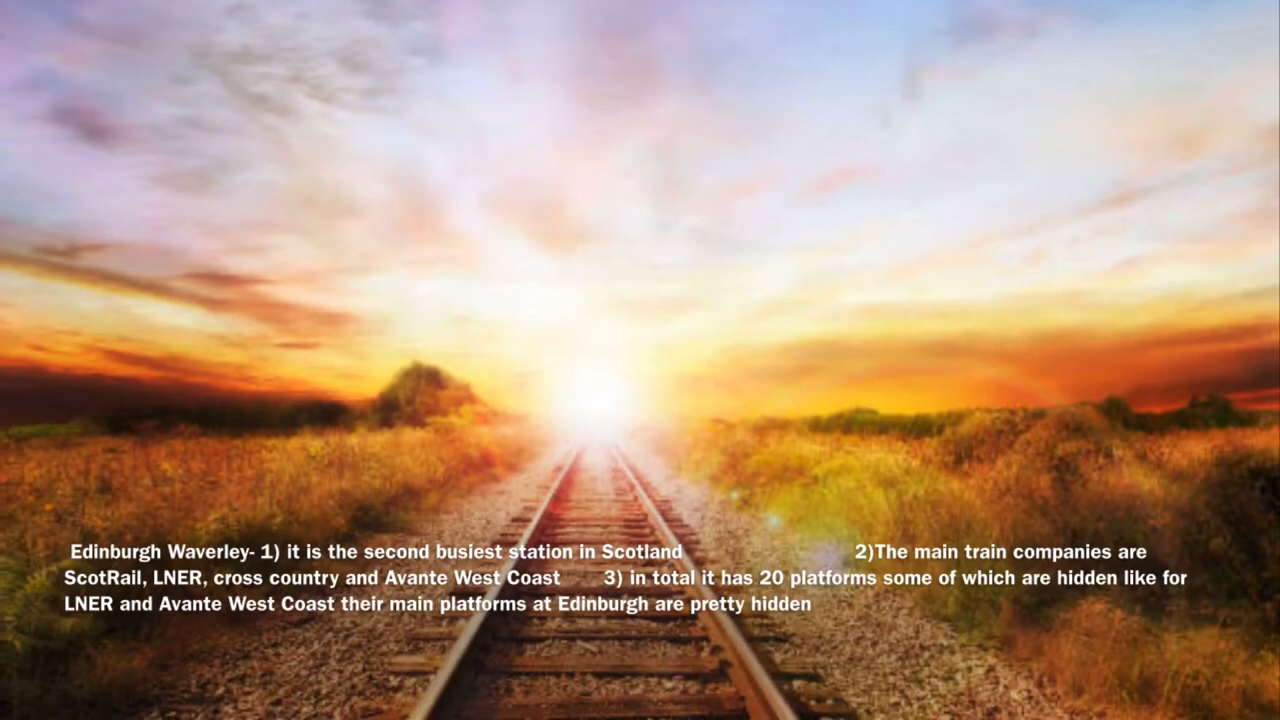 Edinburgh Waverley- 1) it is the second busiest station in Scotland 2)The main train companies are
ScotRail, LNER, cross country and Avante West Coast 3) in total it has 20 platforms some of which are hidden like for
LNER and Avante West Coast their main platforms at Edinburgh are pretty hidden